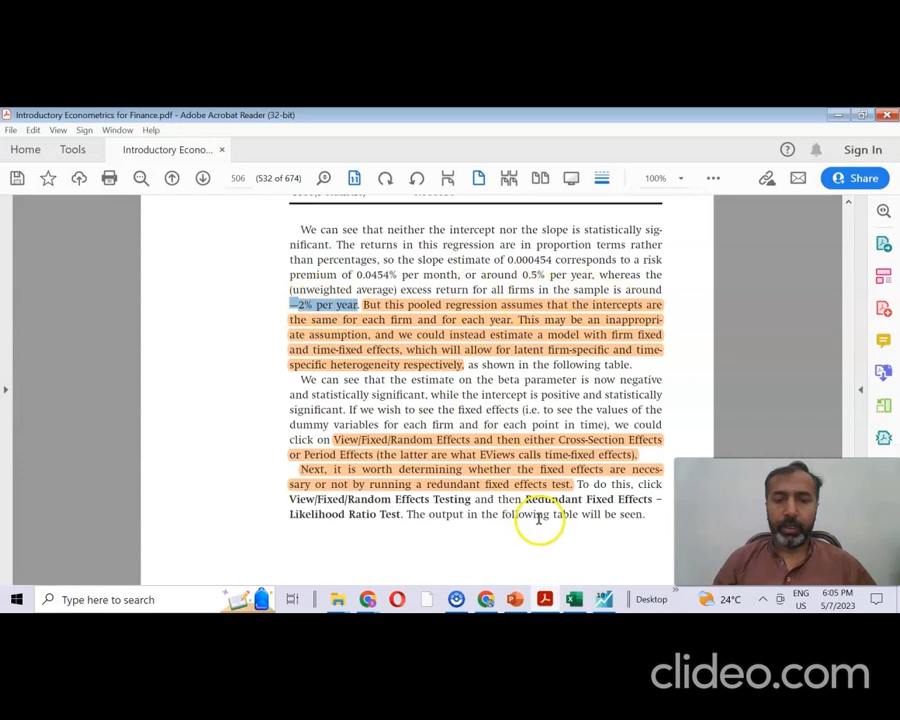 Introductory Econometrics for Finance.pdf - Adobe Acrobat Reader (32-bit)
File Edit View Sign Window Help
Home Tools Introductory Econo... × ? Sign In
506 (532 of 674) 100% Share
We can see that neither the intercept nor the slope is statistically sig-
nificant. The returns in this regression are in proportion terms rather
than percentages, so the slope estimate of 0.000454 corresponds to a risk
premium of 0.0454% per month, or around 0.5% per year, whereas the
(unweighted average) excess return for all firms in the sample is around
−2% per year. But this pooled regression assumes that the intercepts are
the same for each firm and for each year. This may be an inappropri-
ate assumption, and we could instead estimate a model with firm fixed
and time-fixed effects, which will allow for latent firm-specific and time-
specific heterogeneity respectively, as shown in the following table.
We can see that the estimate on the beta parameter is now negative
and statistically significant, while the intercept is positive and statistically
significant. If we wish to see the fixed effects (i.e. to see the values of the
dummy variables for each firm and for each point in time), we could
click on View/Fixed/Random Effects and then either Cross-Section Effects
or Period Effects (the latter are what EViews calls time-fixed effects).
Next, it is worth determining whether the fixed effects are neces-
sary or not by running a redundant fixed effects test. To do this, click
View/Fixed/Random Effects Testing and then Redundant Fixed Effects –
Likelihood Ratio Test. The output in the following table will be seen.
Type here to search Desktop » 24°C ENG 6:05 PM
US 5/7/2023
clideo.com